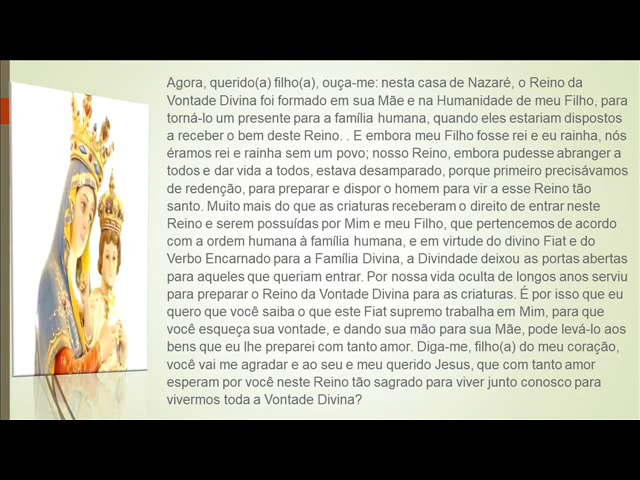 Agora, querido(a) filho(a), ouça-me: nesta casa de Nazaré, o Reino da
Vontade Divina foi formado em sua Mãe e na Humanidade de meu Filho, para
torná-lo um presente para a família humana, quando eles estariam dispostos
a receber o bem deste Reino. . E embora meu Filho fosse rei e eu rainha, nós
éramos rei e rainha sem um povo; nosso Reino, embora pudesse abranger a
todos e dar vida a todos, estava desamparado, porque primeiro precisávamos
de redenção, para preparar e dispor o homem para vir a esse Reino tão
santo. Muito mais do que as criaturas receberam o direito de entrar neste
Reino e serem possuídas por Mim e meu Filho, que pertencemos de acordo
com a ordem humana à família humana, e em virtude do divino Fiat e do
Verbo Encarnado para a Família Divina, a Divindade deixou as portas abertas
para aqueles que queriam entrar. Por nossa vida oculta de longos anos serviu
para preparar o Reino da Vontade Divina para as criaturas. É por isso que eu
quero que você saiba o que este Fiat supremo trabalha em Mim, para que
você esqueça sua vontade, e dando sua mão para sua Mãe, pode levá-lo aos
bens que eu lhe preparei com tanto amor. Diga-me, filho(a) do meu coração,
você vai me agradar e ao seu e meu querido Jesus, que com tanto amor
esperam por você neste Reino tão sagrado para viver junto conosco para
vivermos toda a Vontade Divina?